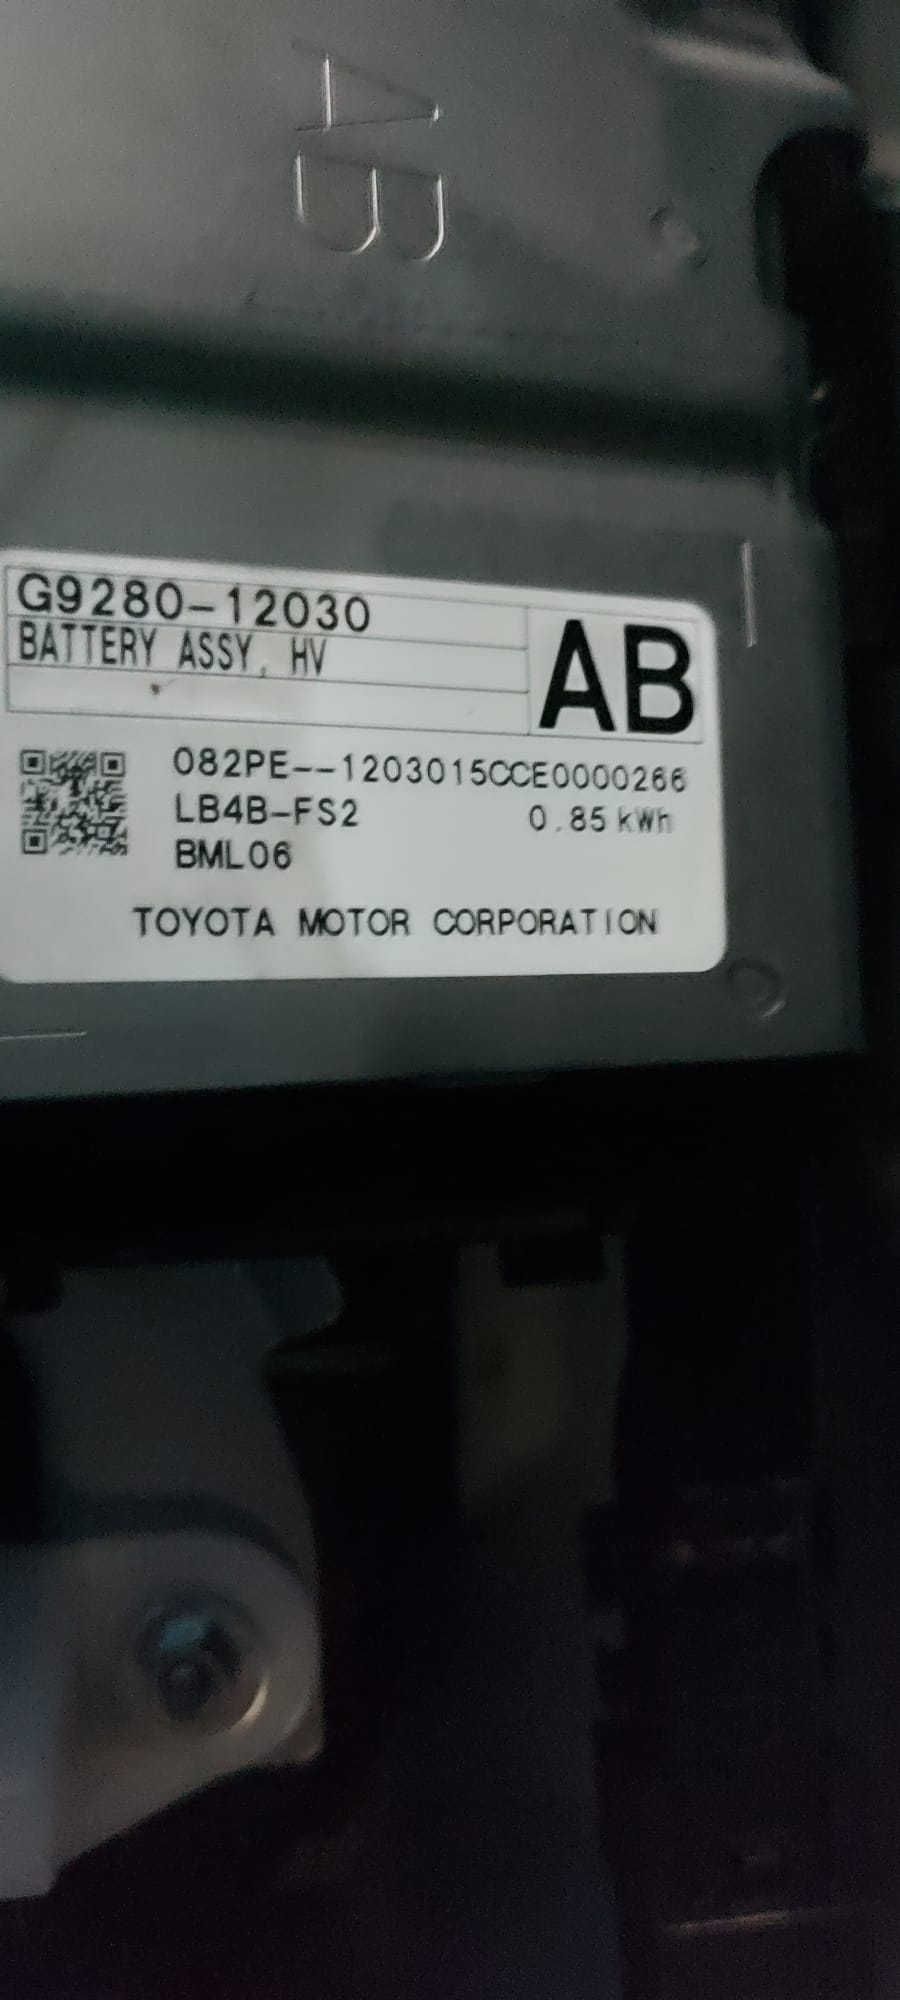 AB
G9280-12030
BATTERY ASSY, HV
AB
082PE--1203015CCE0000266
LB4B-FS2 0.85 kWh
BML06
TOYOTA MOTOR CORPORATION